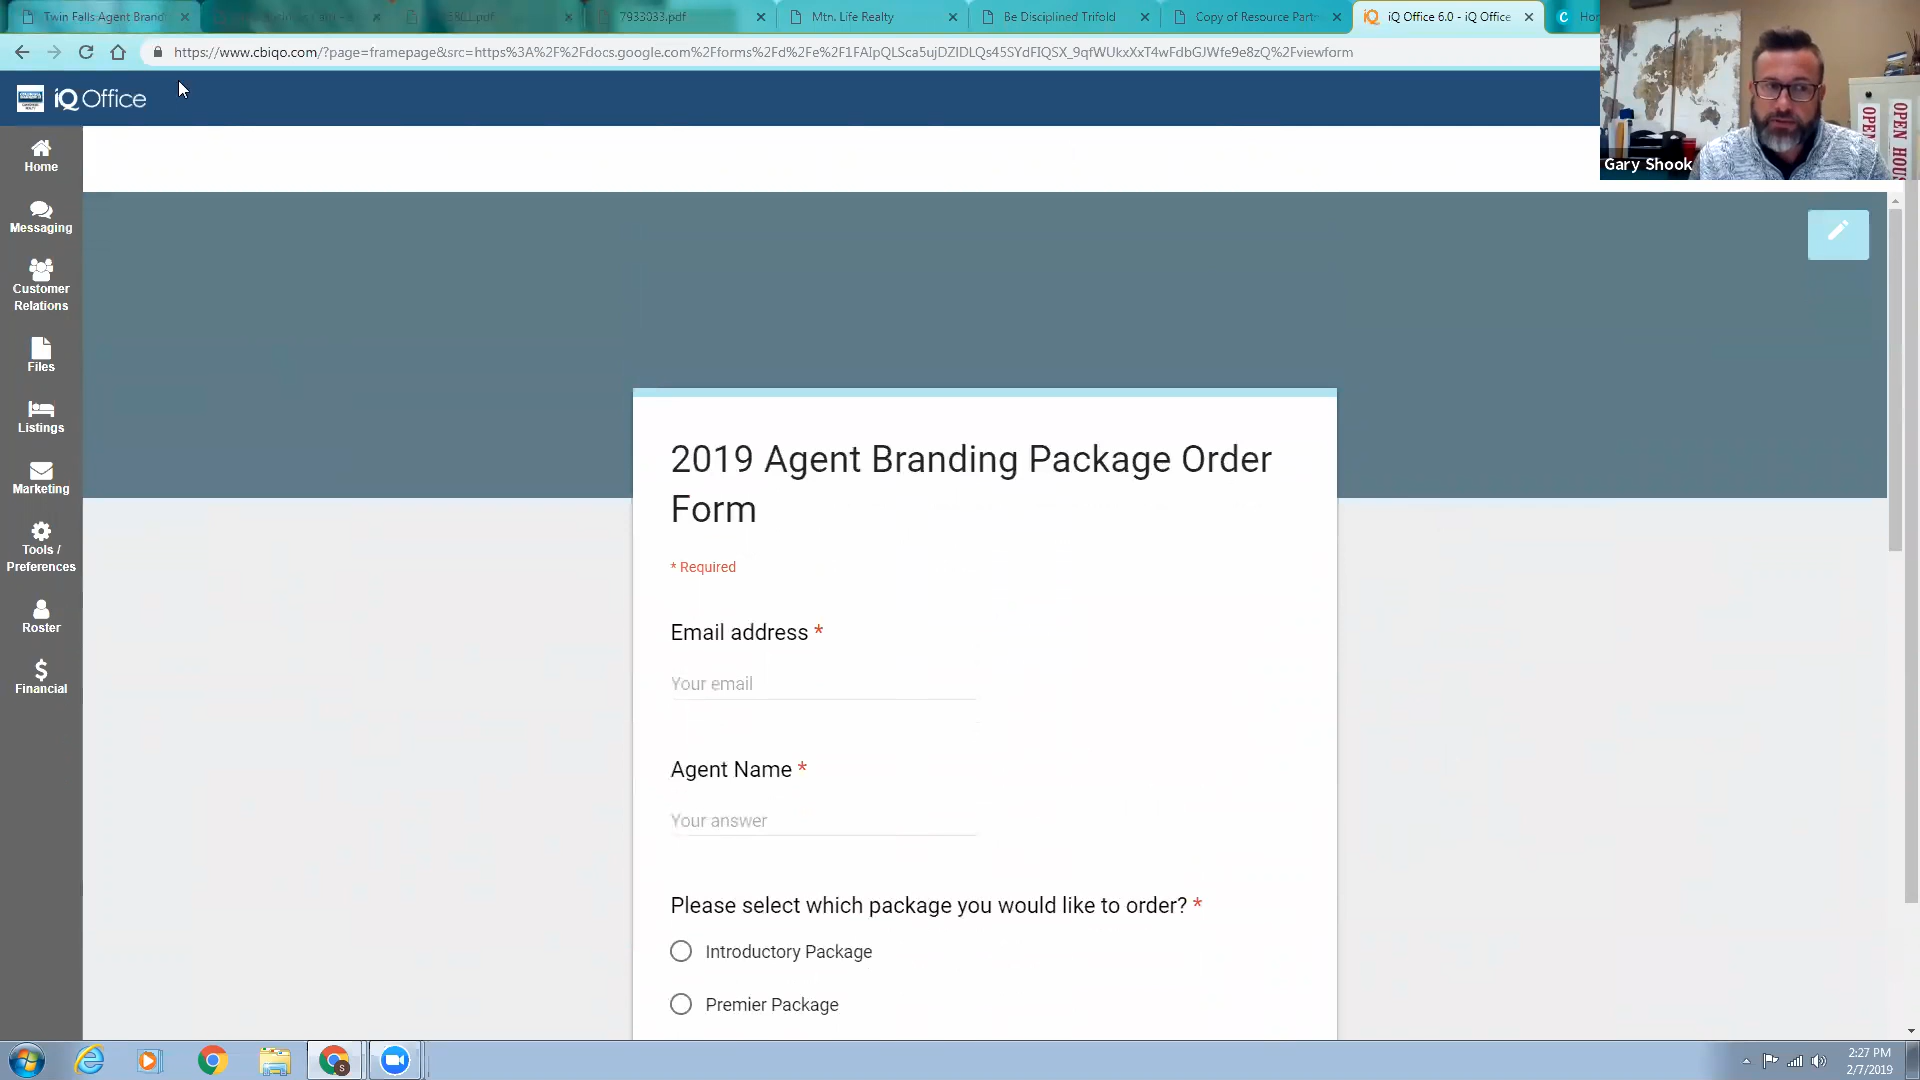 Twin Falls Agent Brand
7933033.pdf
Mtn. Life Realty
Be Disciplined Trifold
Copy of Resource Part
iQ Office 6.0 - iQ Office
https://www.cbiqo.com/?page=framepage&src=https%3A%2F%2Fdocs.google.com%2Fforms%2Fd%2Fe%2F1FAIpQLSca5ujDZIDLQs45SYdFIQSX_9qfWUkxXxT4wFdbGJWfe9e8zQ%2Fviewform
iQ Office
Gary Shook
OPEN
OPEN HOUS
Home
Messaging
Customer
Relations
Files
Listings
Marketing
Tools /
Preferences
Roster
Financial
2019 Agent Branding Package Order
Form
* Required
Email address *
Your email
Agent Name *
Your answer
Please select which package you would like to order? *
Introductory Package
Premier Package
2:27 PM
2/7/2019